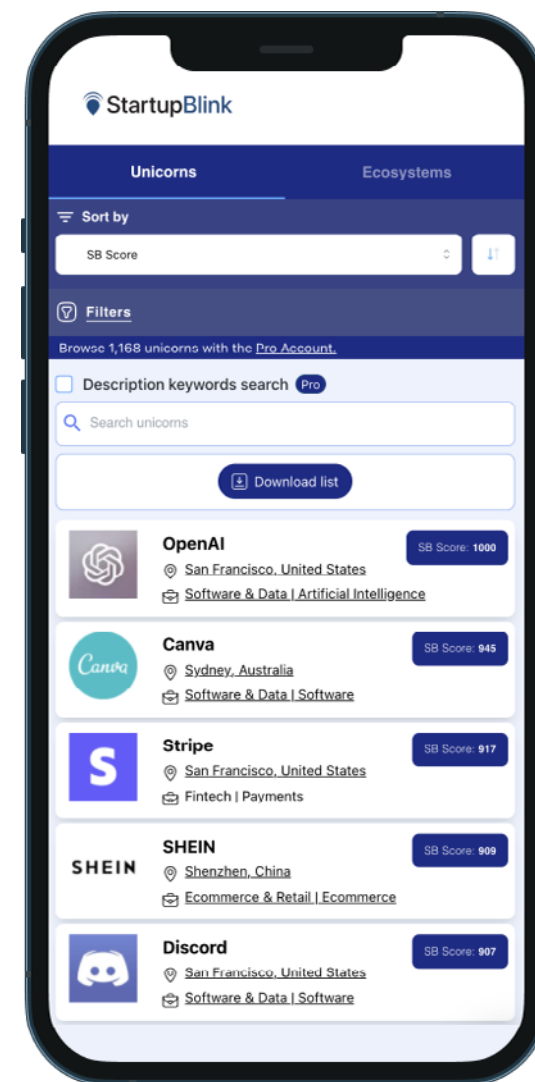 StartupBlink
Unicorns Ecosystems
Sort by
SB Score
Filters
Browse 1,168 unicorns with the Pro Account.
Description keywords search Pro
Search unicorns
Download list
OpenAI
SB Score: 1000
San Francisco, United States
Software & Data | Artificial Intelligence
Canva
Canva
SB Score: 945
Sydney, Australia
Software & Data | Software
S
Stripe
SB Score: 917
San Francisco, United States
Fintech | Payments
SHEIN
SHEIN
SB Score: 909
Shenzhen, China
Ecommerce & Retail | Ecommerce
Discord
SB Score: 907
San Francisco, United States
Software & Data | Software